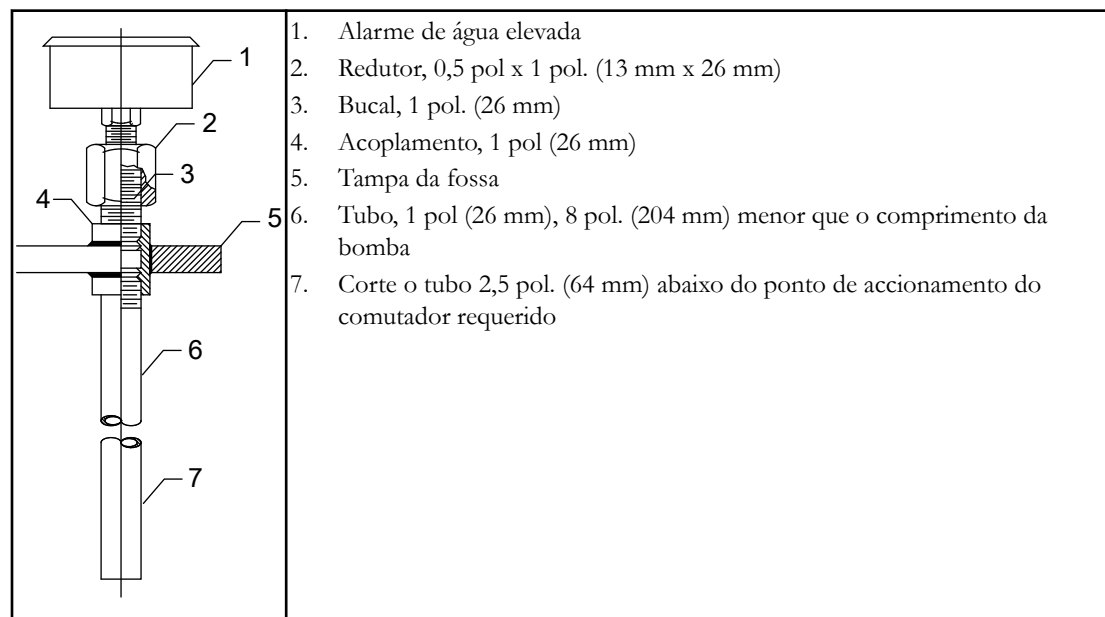 1
2
3
4
5
6
7
1. Alarme de água elevada
2. Redutor, 0,5 pol x 1 pol. (13 mm x 26 mm)
3. Bucal, 1 pol. (26 mm)
4. Acoplamento, 1 pol (26 mm)
5. Tampa da fossa
6. Tubo, 1 pol (26 mm), 8 pol. (204 mm) menor que o comprimento da
bomba
7. Corte o tubo 2,5 pol. (64 mm) abaixo do ponto de accionamento do
comutador requerido